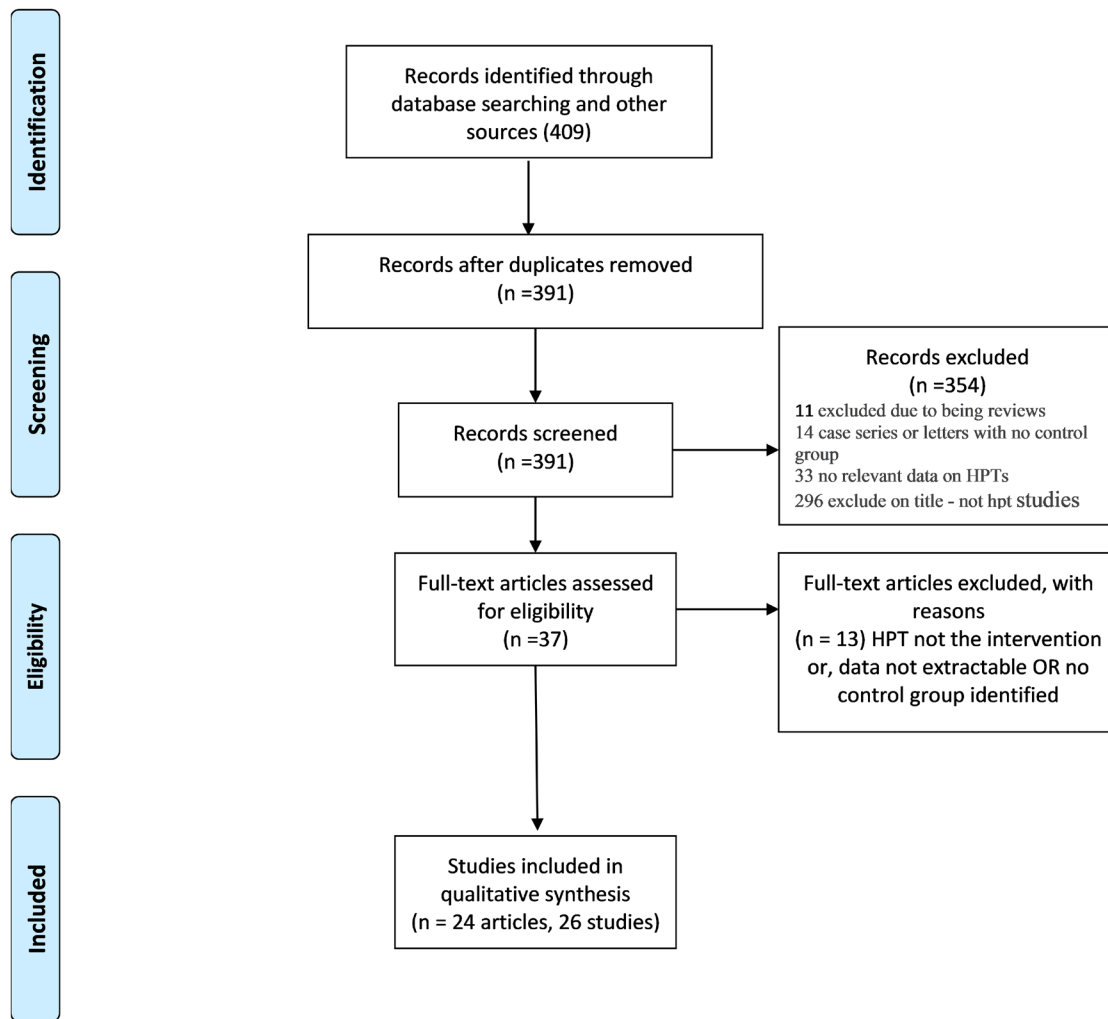 Identification
Records identified through
database searching and other
sources (409)
Records after duplicates removed
(n =391)
Screening
Records screened
(n =391)
Records excluded
(n =354)
11 excluded due to being reviews
14 case series or letters with no control
group
33 no relevant data on HPTs
296 exclude on title - not hpt studies
Eligibility
Full-text articles assessed
for eligibility
(n =37)
Full-text articles excluded, with
reasons
(n = 13) HPT not the intervention
or, data not extractable OR no
control group identified
Included
Studies included in
qualitative synthesis
(n = 24 articles, 26 studies)